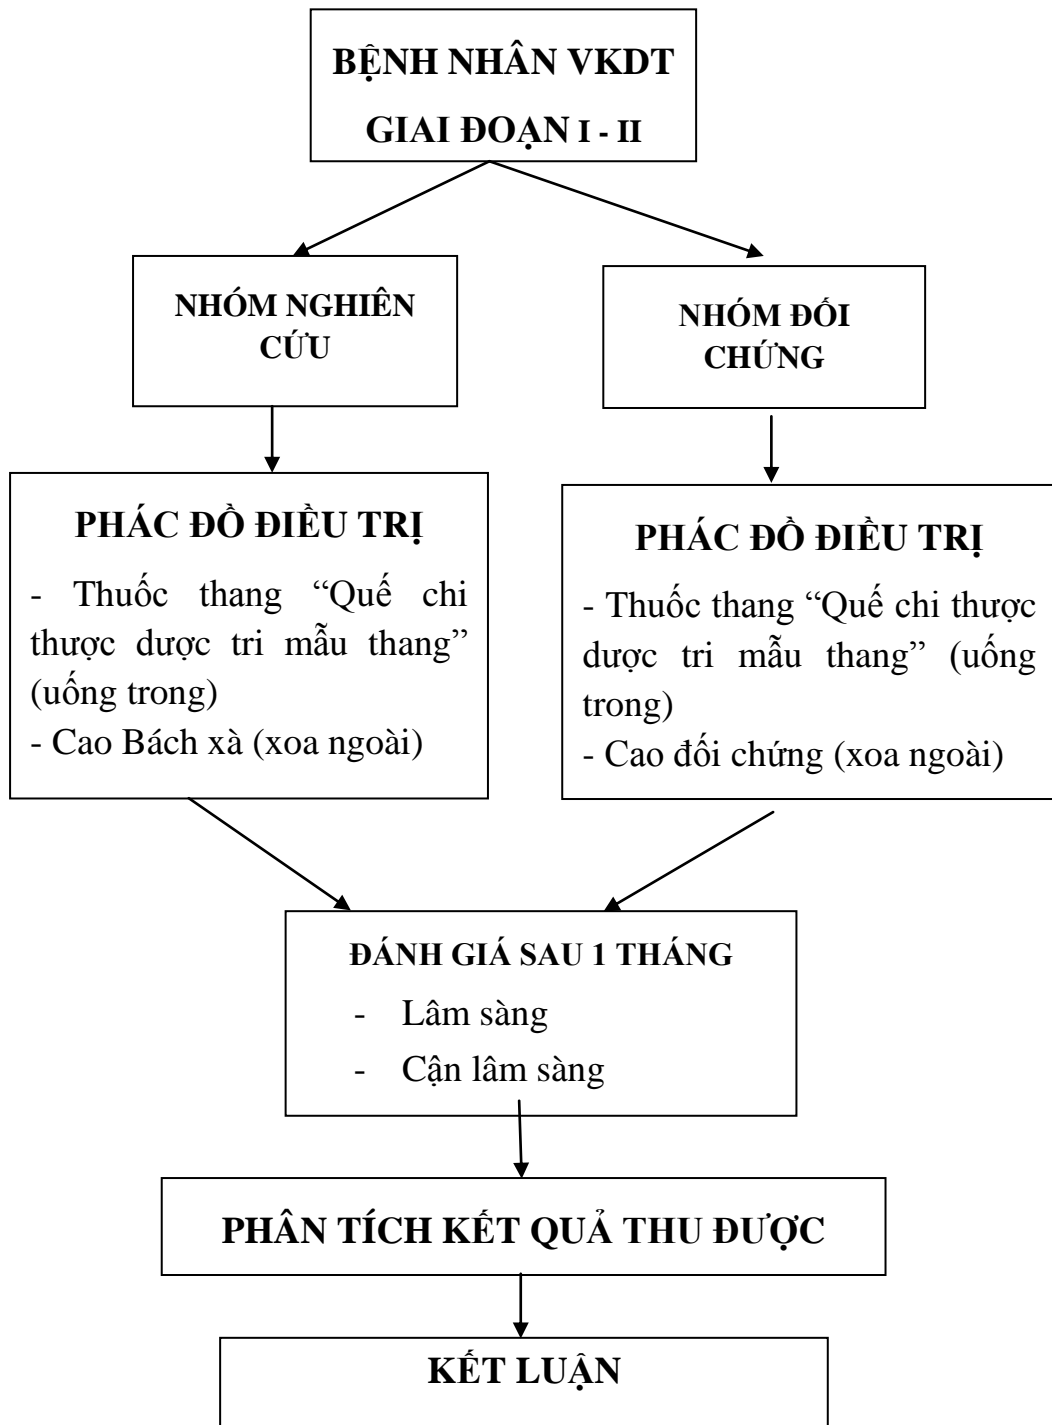 BỆNH NHÂN VKDT
GIAI ĐOẠN I - II
NHÓM NGHIÊN
CỨU
NHÓM ĐỐI
CHỨNG
PHÁC ĐỒ ĐIỀU TRỊ
- Thuốc thang “Quế chi
thược dược tri mẫu thang”
(uống trong)
- Cao Bách xà (xoa ngoài)
PHÁC ĐỒ ĐIỀU TRỊ
- Thuốc thang “Quế chi thược
dược tri mẫu thang” (uống
trong)
- Cao đối chứng (xoa ngoài)
ĐÁNH GIÁ SAU 1 THÁNG
- Lâm sàng
- Cận lâm sàng
PHÂN TÍCH KẾT QUẢ THU ĐƯỢC
KẾT LUẬN